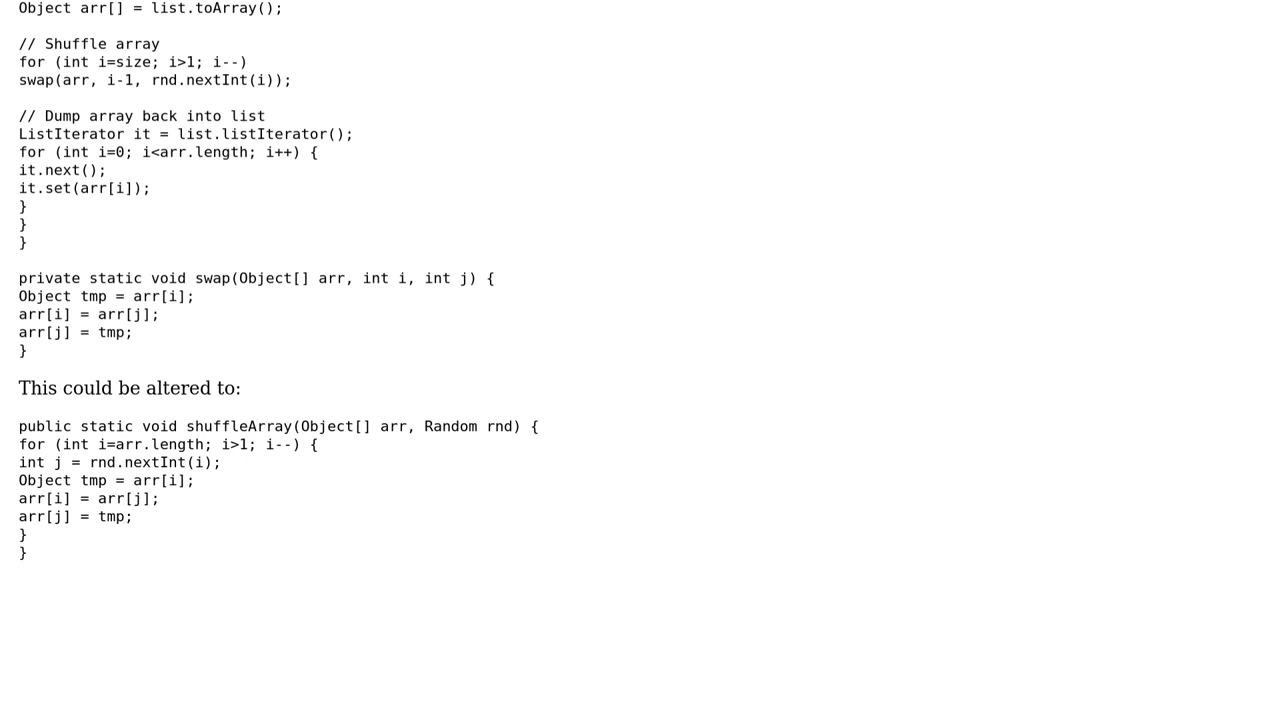 Object arr[] = list.toArray();
// Shuffle array
for (int i=size; i>1; i--)
swap(arr, i-1, rnd.nextInt(i));
// Dump array back into list
ListIterator it = list.listIterator();
for (int i=0; i<arr.length; i++) {
it.next();
it.set(arr[i]);
}
}
}
private static void swap(Object[] arr, int i, int j) {
Object tmp = arr[i];
arr[i] = arr[j];
arr[j] = tmp;
}
This could be altered to:
public static void shuffleArray(Object[] arr, Random rnd) {
for (int i=arr.length; i>1; i--) {
int j = rnd.nextInt(i);
Object tmp = arr[i];
arr[i] = arr[j];
arr[j] = tmp;
}
}